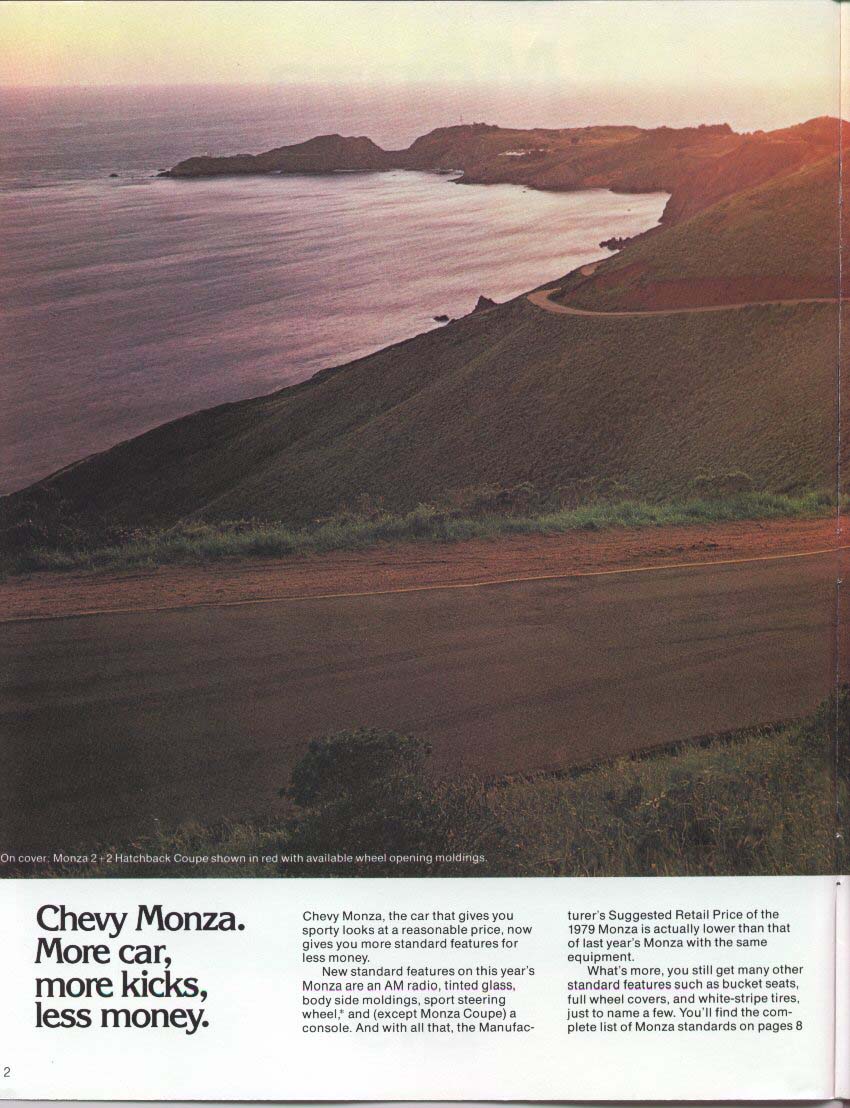 On cover: Monza 2+2 Hatchback Coupe shown in red with available wheel opening moldings.
Chevy Monza.
More car,
more kicks,
less money.
Chevy Monza, the car that gives you
sporty looks at a reasonable price, now
gives you more standard features for
less money.
New standard features on this year's
Monza are an AM radio, tinted glass,
body side moldings, sport steering
wheel,* and (except Monza Coupe) a
console. And with all that, the Manufac-
turer's Suggested Retail Price of the
1979 Monza is actually lower than that
of last year's Monza with the same
equipment.
What's more, you still get many other
standard features such as bucket seats,
full wheel covers, and white-stripe tires,
just to name a few. You'll find the com-
plete list of Monza standards on pages 8
2